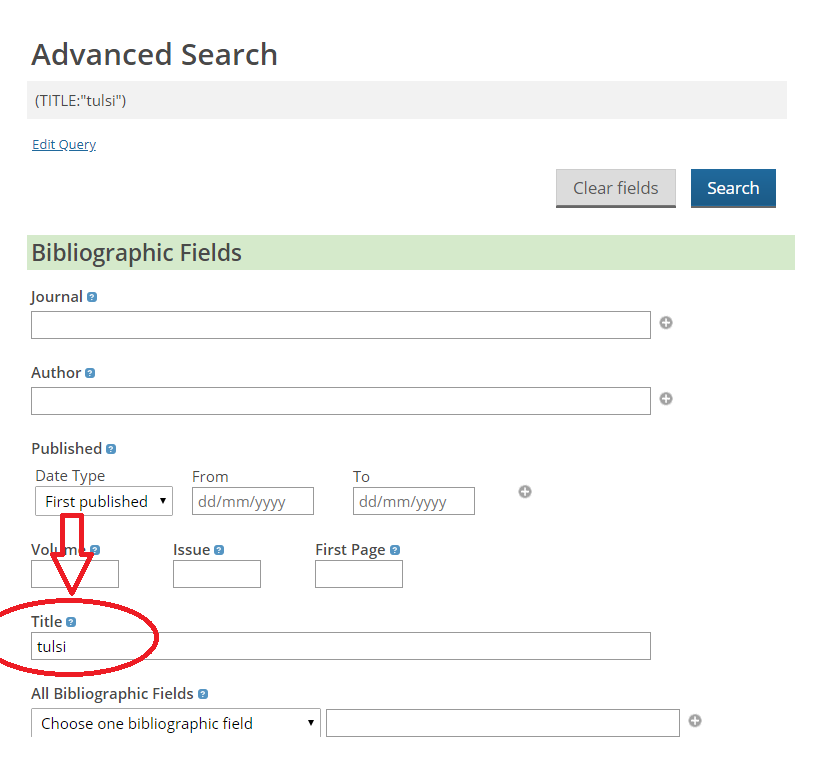 Advanced Search
(TITLE:"tulsi")
Edit Query
Clear fields Search
Bibliographic Fields
Journal ?
Author ?
Published ?
Date Type From To
First published dd/mm/yyyy dd/mm/yyyy
Volume ? Issue ? First Page ?
Title ?
tulsi
All Bibliographic Fields ?
Choose one bibliographic field